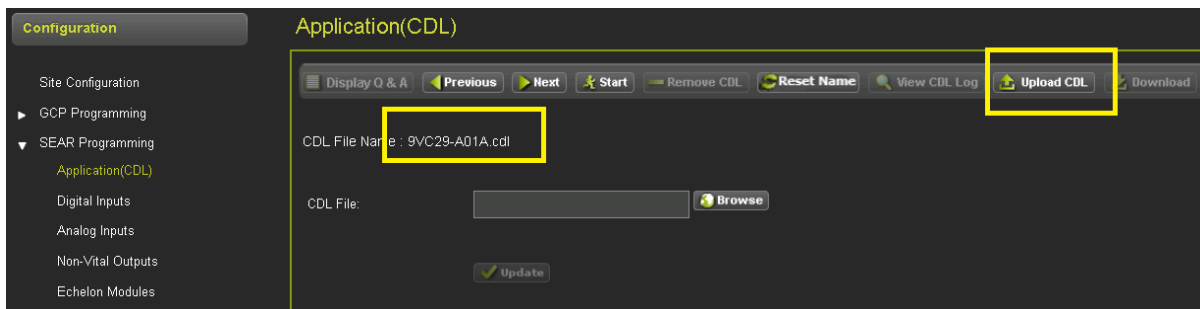 Configuration
Application(CDL)
Display Q & A Previous Next Start Remove CDL Reset Name View CDL Log Upload CDL Download
Site Configuration
GCP Programming
CDL File Name : 9VC29-A01A.cdl
SEAR Programming
Application(CDL)
Digital Inputs
CDL File: Browse
Analog Inputs
Non-Vital Outputs
Update
Echelon Modules